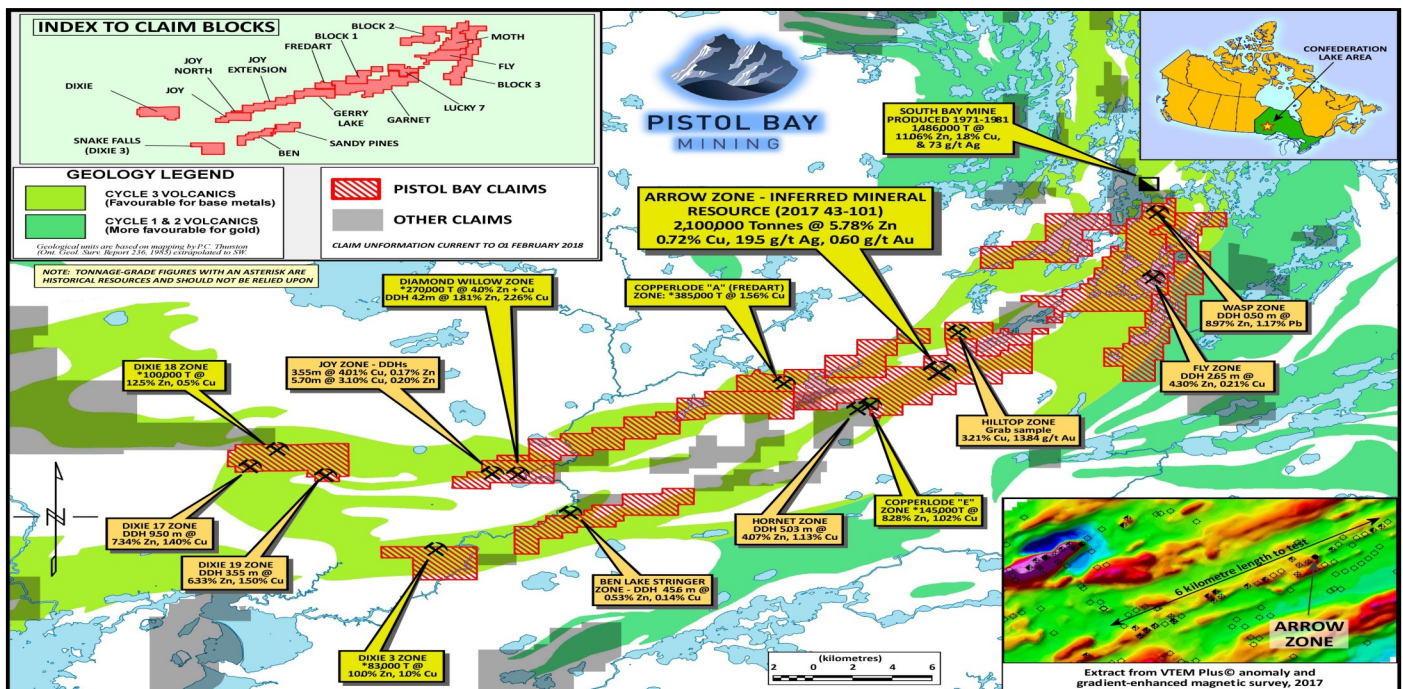 INDEX TO CLAIM BLOCKS
BLOCK 2
MOTH
BLOCK 1
FREDART
FLY
JOY
NORTH
JOY
EXTENSION
BLOCK 3
DIXIE
JOY
LUCKY 7
GERRY
LAKE
GARNET
SNAKE FALLS
(DIXIE 3)
BEN
SANDY PINES
GEOLOGY LEGEND
CYCLE 3 VOLCANICS
(Favourable for base metals)
CYCLE 1 & 2 VOLCANICS
(More favourable for gold)
Geological units are based on mapping by P.C. Thurston
(Ont. Geol. Surv. Report 236, 1985) extrapolated to SW.
PISTOL BAY CLAIMS
OTHER CLAIMS
CLAIM UNFORMATION CURRENT TO 01 FEBRUARY 2018
NOTE: TONNAGE-GRADE FIGURES WITH AN ASTERISK ARE
HISTORICAL RESOURCES AND SHOULD NOT BE RELIED UPON
PISTOL BAY
MINING
CONFEDERATION
LAKE AREA
SOUTH BAY MINE
PRODUCED 1971-1981
1,486,000 T @
11.06% Zn, 1.8% Cu,
& 73 g/t Ag
ARROW ZONE - INFERRED MINERAL
RESOURCE (2017 43-101)
2,100,000 Tonnes @ 5.78% Zn
0.72% Cu, 19.5 g/t Ag, 0.60 g/t Au
DIAMOND WILLOW ZONE
*270,000 T @ 4.0% Zn + Cu
DDH 42m @ 1.81% Zn, 2.26% Cu
COPPERLODE "A" (FREDART)
ZONE: *385,000 T @ 1.56% Cu
WASP ZONE
DDH 0.50 m @
8.97% Zn, 1.17% Pb
DIXIE 18 ZONE
*100,000 T @
12.5% Zn, 0.5% Cu
JOY ZONE - DDHs
3.55m @ 4.01% Cu, 0.17% Zn
5.70m @ 3.10% Cu, 0.20% Zn
FLY ZONE
DDH 2.65 m @
4.30% Zn, 0.21% Cu
HILLTOP ZONE
Grab sample
3.21% Cu, 13.84 g/t Au
N
DIXIE 17 ZONE
DDH 9.50 m @
7.34% Zn, 1.40% Cu
DIXIE 19 ZONE
DDH 3.55 m @
6.33% Zn, 1.50% Cu
HORNET ZONE
DDH 5.03 m @
4.07% Zn, 1.13% Cu
COPPERLODE "E"
ZONE *145,000T @
8.28% Zn, 1.02% Cu
BEN LAKE STRINGER
ZONE - DDH 45.6 m @
0.53% Zn, 0.14% Cu
DIXIE 3 ZONE
*83,000 T @
10.0% Zn, 1.0% Cu
(kilometres)
2 0 2 4 6
6 kilometre length to test
ARROW
ZONE
Extract from VTEM Plus© anomaly and
gradient-enhanced magnetic survey, 2017